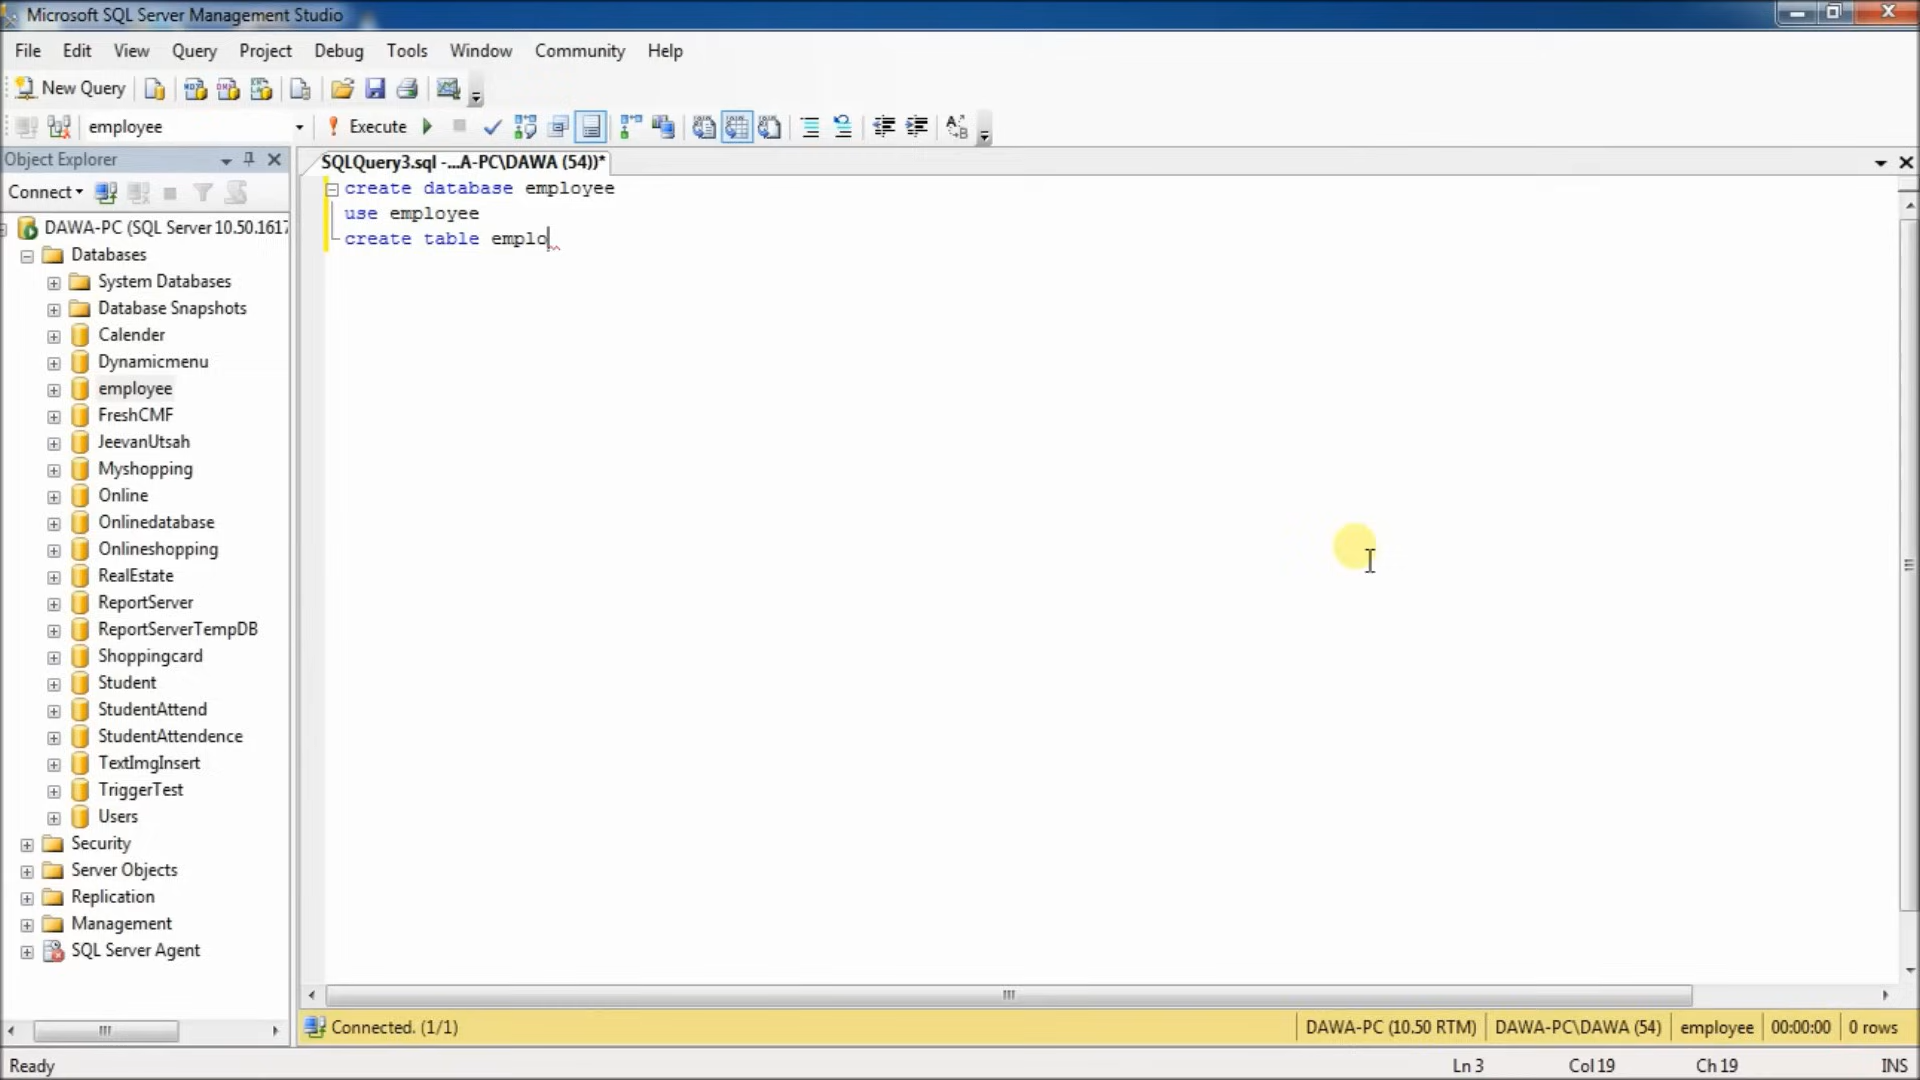 Microsoft SQL Server Management Studio
File Edit View Query Project Debug Tools Window Community Help
New Query
employee Execute
Object Explorer
SQLQuery3.sql -...A-PC\DAWA (54))*
Connect
create database employee
use employee
create table emplo
DAWA-PC (SQL Server 10.50.1617
Databases
System Databases
Database Snapshots
Calender
Dynamicmenu
employee
FreshCMF
JeevanUtsah
Myshopping
Online
Onlinedatabase
Onlineshopping
RealEstate
ReportServer
ReportServerTempDB
Shoppingcard
Student
StudentAttend
StudentAttendence
TextImgInsert
TriggerTest
Users
Security
Server Objects
Replication
Management
SQL Server Agent
Connected. (1/1) DAWA-PC (10.50 RTM) DAWA-PC\DAWA (54) employee 00:00:00 0 rows
Ready Ln 3 Col 19 Ch 19 INS